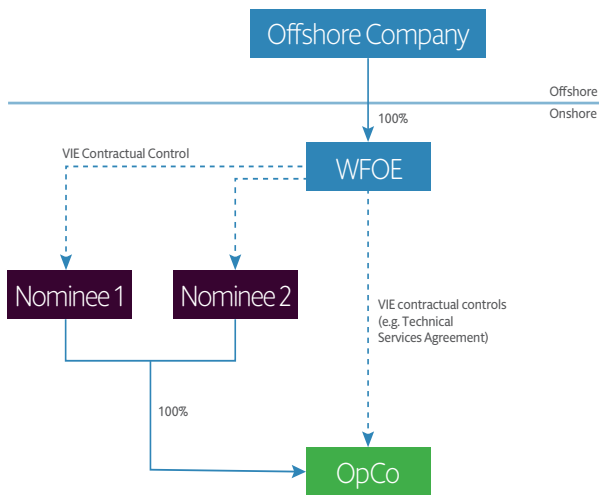 Offshore Company
Offshore
Onshore
100%
VIE Contractual Control
WFOE
Nominee 1
Nominee 2
VIE contractual controls
(e.g. Technical
Services Agreement)
100%
OpCo